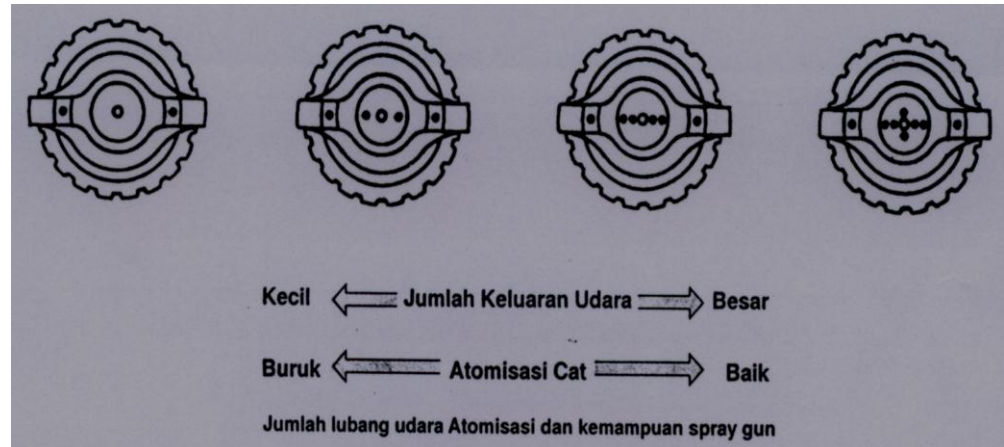 Kecil Jumlah Keluaran Udara Besar
Buruk Atomisasi Cat Baik
Jumlah lubang udara Atomisasi dan kemampuan spray gun